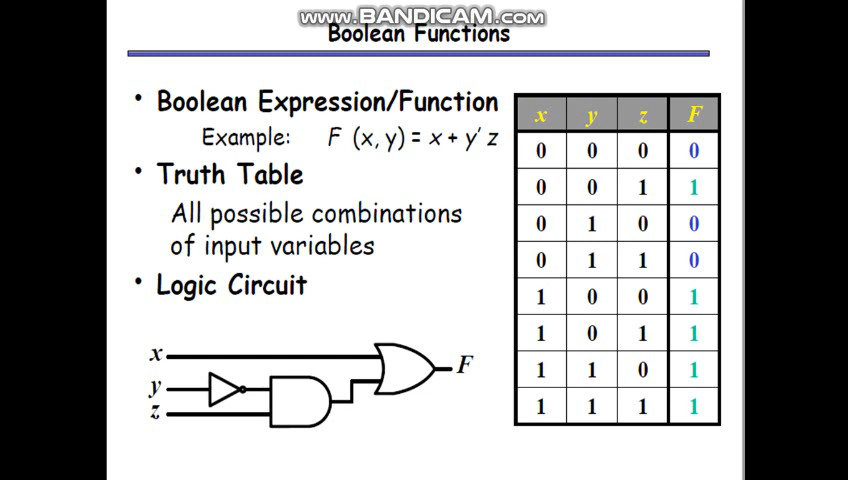 www.BANDICAM.com
Boolean Functions
• Boolean Expression/Function
Example: F (x, y) = x + y’ z
• Truth Table
All possible combinations
of input variables
• Logic Circuit
x
y
z
F
x y z F
0 0 0 0
0 0 1 1
0 1 0 0
0 1 1 0
1 0 0 1
1 0 1 1
1 1 0 1
1 1 1 1